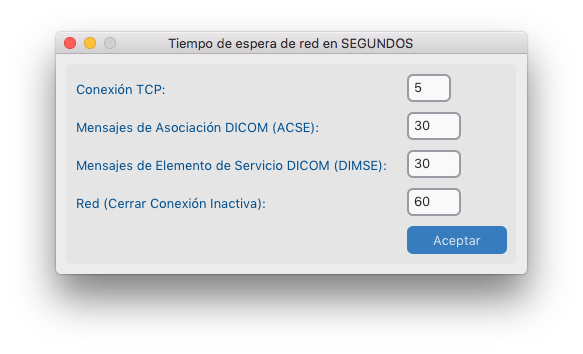 Tiempo de espera de red en SEGUNDOS
Conexión TCP: 5
Mensajes de Asociación DICOM (ACSE): 30
Mensajes de Elemento de Servicio DICOM (DIMSE): 30
Red (Cerrar Conexión Inactiva): 60
Aceptar